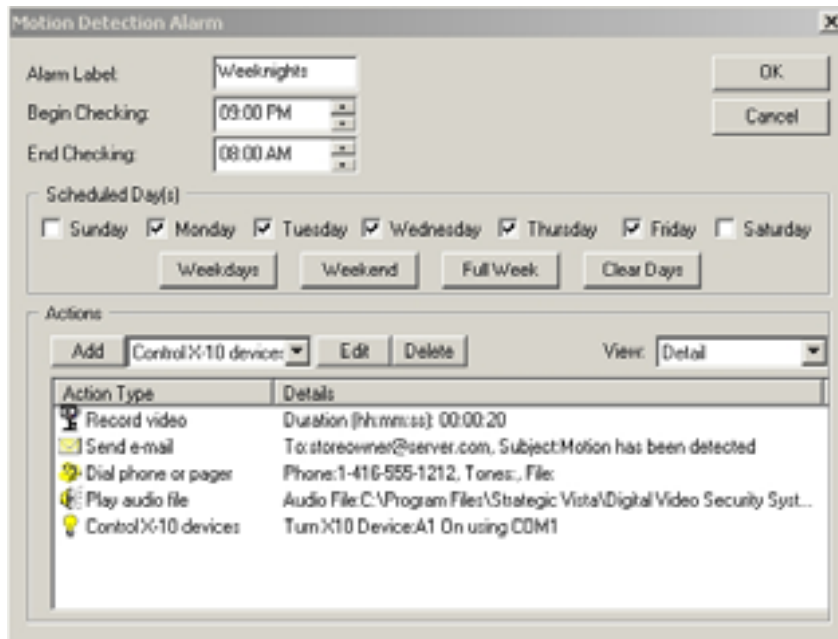 Motion Detection Alarm
Alarm Label: Weeknights OK
Begin Checking: 09:00 PM Cancel
End Checking: 08:00 AM
Scheduled Day(s)
Sunday Monday Tuesday Wednesday Thursday Friday Saturday
Weekdays Weekend Full Week Clear Days
Actions
Add Control X-10 devices Edit Delete View: Detail
Action Type Details
Record video Duration (hh:mm:ss): 00:00:20
Send e-mail To:storeowner@server.com, Subject:Motion has been detected
Dial phone or pager Phone:1-416-555-1212, Tones:, File:
Play audio file Audio File:C:\Program Files\Strategic Vista\Digital Video Security Syst...
Control X-10 devices Turn X10 Device:A1 On using COM1